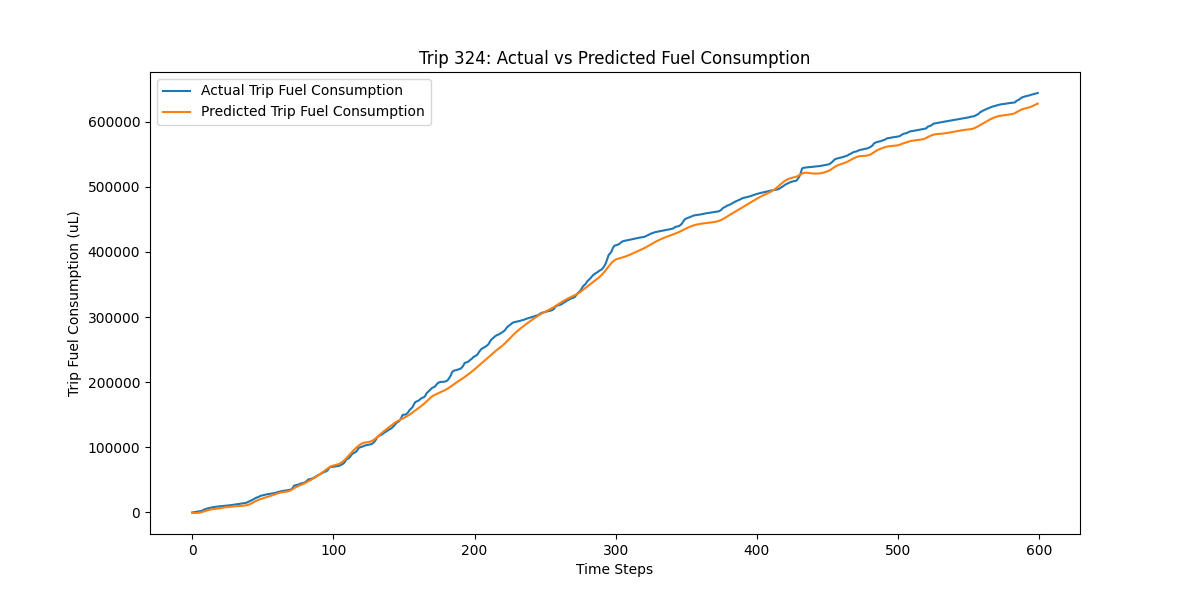 Trip 324: Actual vs Predicted Fuel Consumption
Actual Trip Fuel Consumption
Predicted Trip Fuel Consumption
Trip Fuel Consumption (uL)
600000
500000
400000
300000
200000
100000
0
0 100 200 300 400 500 600
Time Steps